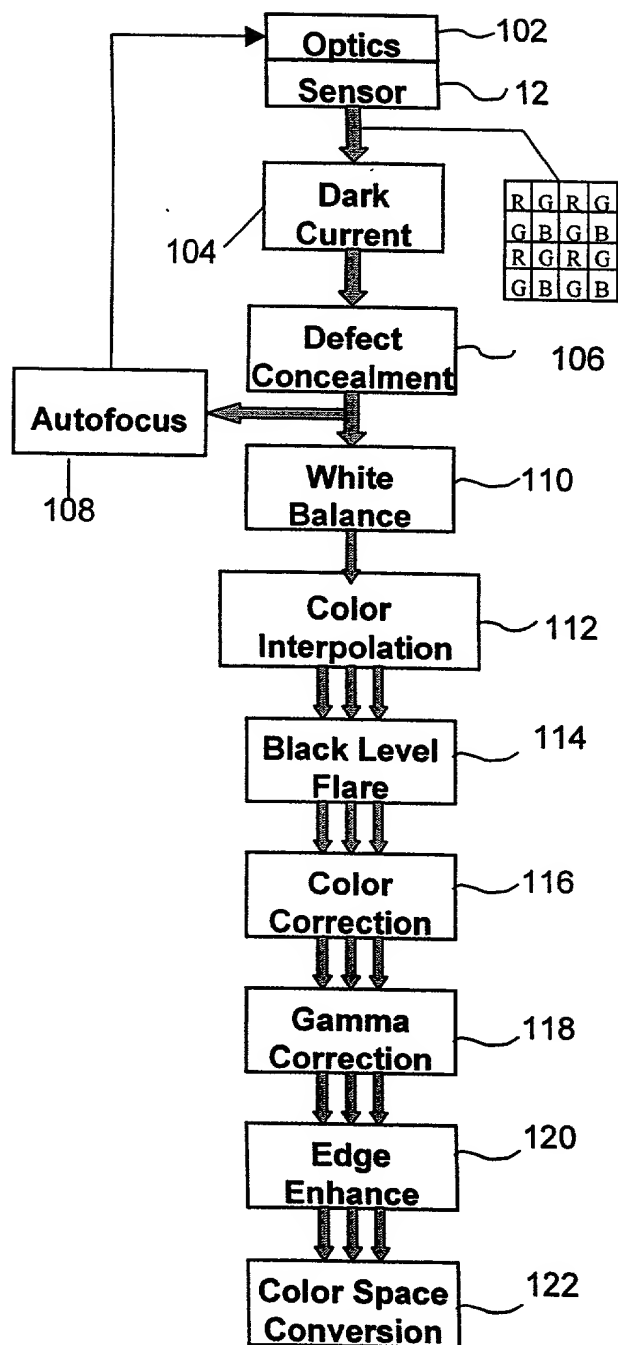 Optics
102
Sensor
12
R G R G
G B G B
R G R G
G B G B
Dark
Current
104
Defect
Concealment
106
Autofocus
108
White
Balance
110
Color
Interpolation
112
Black Level
Flare
114
Color
Correction
116
Gamma
Correction
118
Edge
Enhance
120
Color Space
Conversion
122